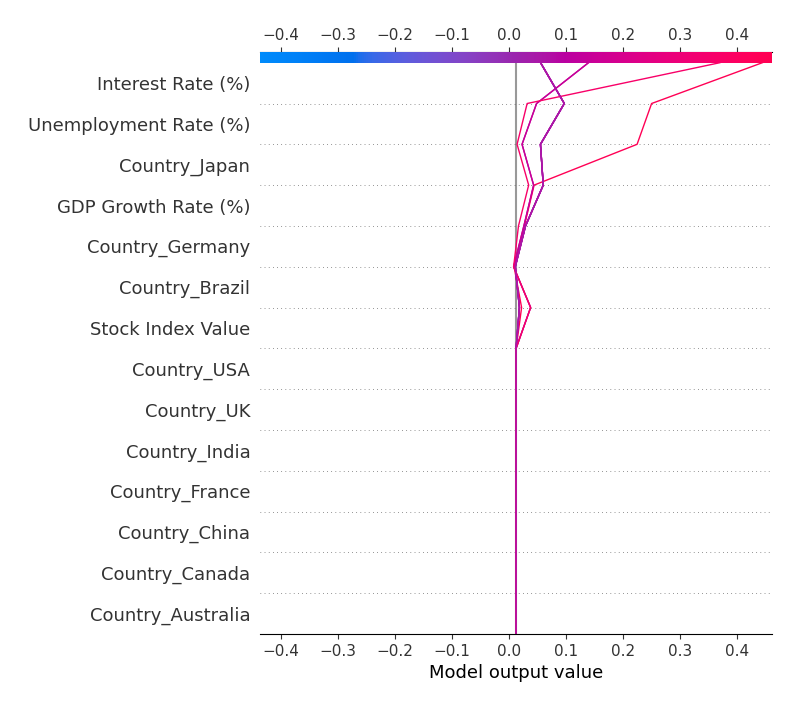 −0.4 −0.3 −0.2 −0.1 0.0 0.1 0.2 0.3 0.4
Interest Rate (%)
Unemployment Rate (%)
Country_Japan
GDP Growth Rate (%)
Country_Germany
Country_Brazil
Stock Index Value
Country_USA
Country_UK
Country_India
Country_France
Country_China
Country_Canada
Country_Australia
−0.4 −0.3 −0.2 −0.1 0.0 0.1 0.2 0.3 0.4
Model output value